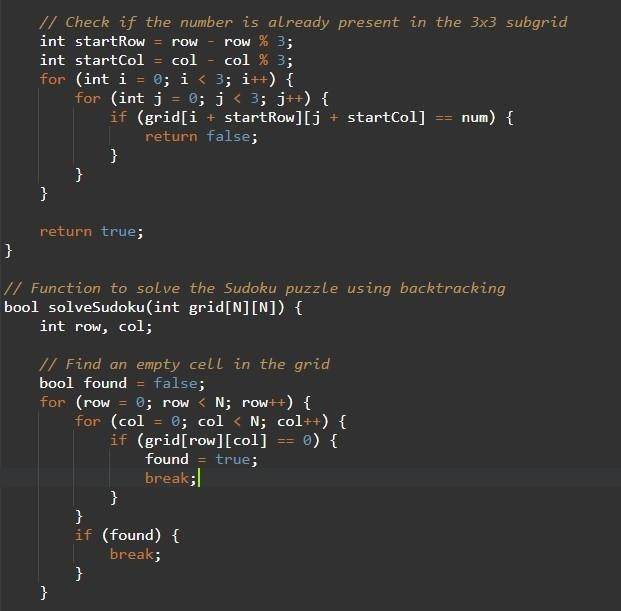 // Check if the number is already present in the 3x3 subgrid
    int startRow = row - row % 3;
    int startCol = col - col % 3;
    for (int i = 0; i < 3; i++) {
        for (int j = 0; j < 3; j++) {
            if (grid[i + startRow][j + startCol] == num) {
                return false;
            }
        }
    }

    return true;
}

// Function to solve the Sudoku puzzle using backtracking
bool solveSudoku(int grid[N][N]) {
    int row, col;

    // Find an empty cell in the grid
    bool found = false;
    for (row = 0; row < N; row++) {
        for (col = 0; col < N; col++) {
            if (grid[row][col] == 0) {
                found = true;
                break;
            }
        }
        if (found) {
            break;
        }
    }